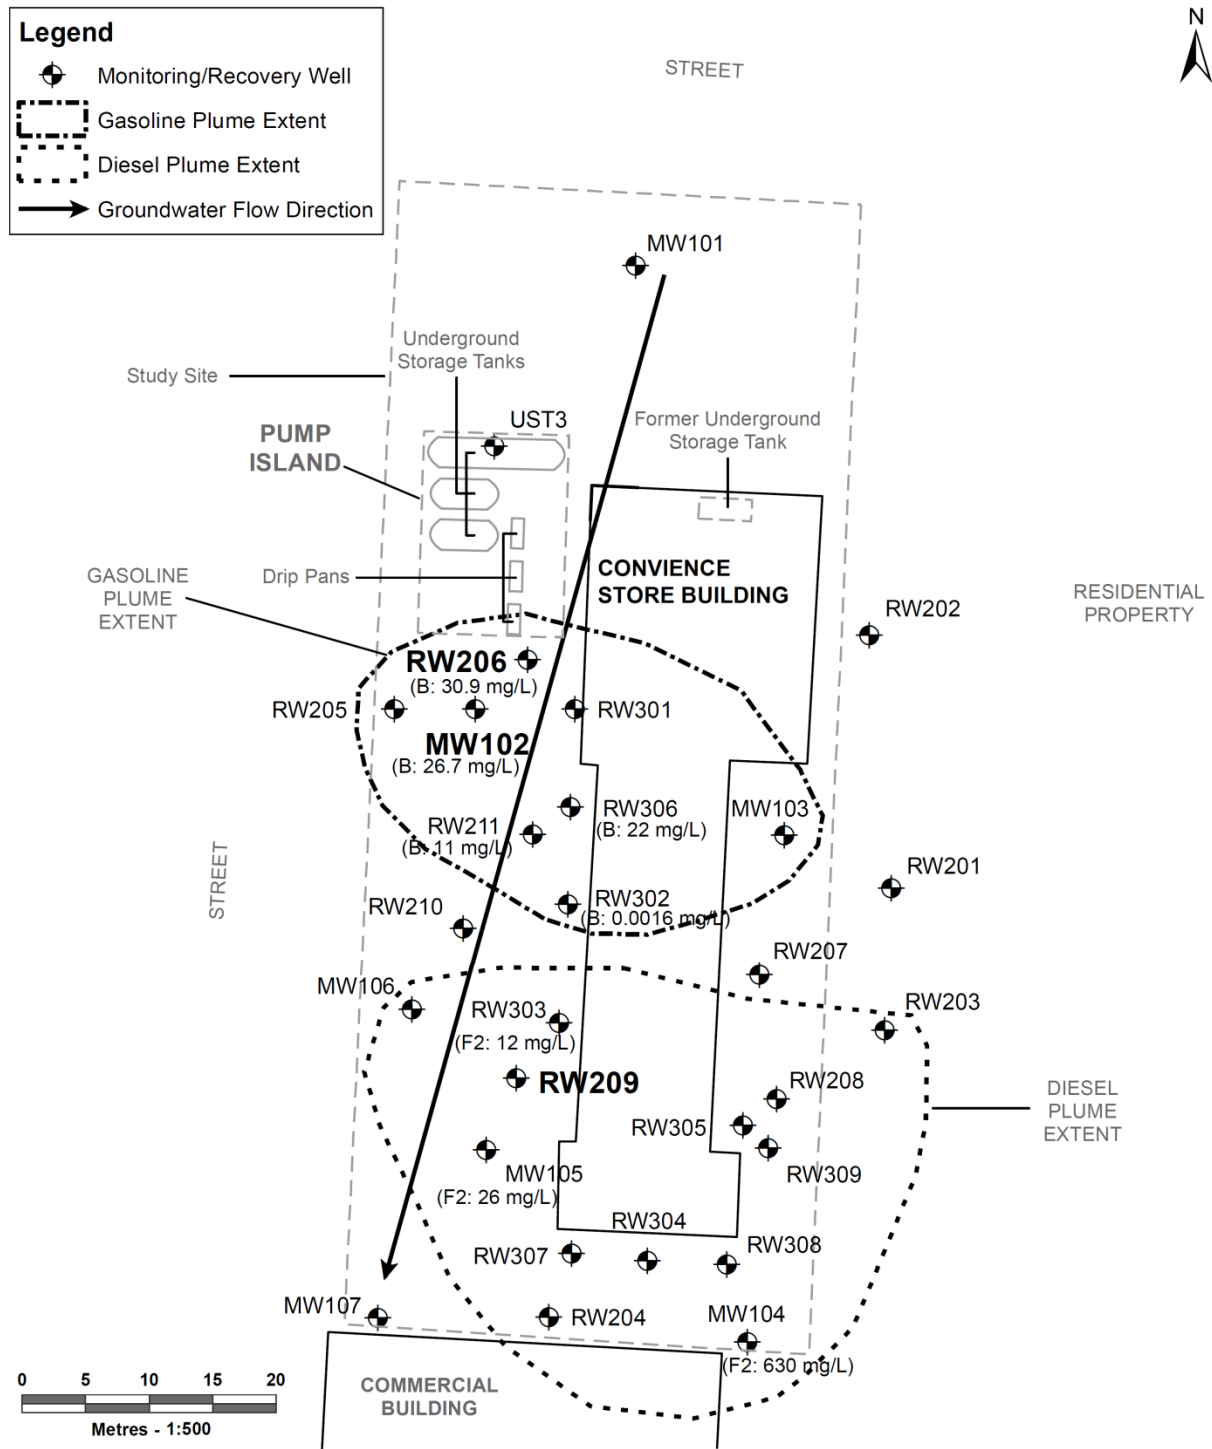 Legend
Monitoring/Recovery Well
Gasoline Plume Extent
Diesel Plume Extent
Groundwater Flow Direction
N
STREET
MW101
Underground
Storage Tanks
Study Site
UST3
Former Underground
Storage Tank
PUMP
ISLAND
CONVIENCE
STORE BUILDING
Drip Pans
GASOLINE
PLUME
EXTENT
RESIDENTIAL
PROPERTY
RW202
RW206
(B: 30.9 mg/L)
RW205
RW301
MW102
(B: 26.7 mg/L)
RW306
(B: 22 mg/L)
MW103
RW211
(B: 11 mg/L)
STREET
RW201
RW302
(B: 0.0016 mg/L)
RW210
RW207
MW106
RW303
(F2: 12 mg/L)
RW203
RW209
RW208
DIESEL
PLUME
EXTENT
RW305
RW309
MW105
(F2: 26 mg/L)
RW304
RW307
RW308
MW107
RW204
MW104
(F2: 630 mg/L)
COMMERCIAL
BUILDING
0 5 10 15 20
Metres - 1:500